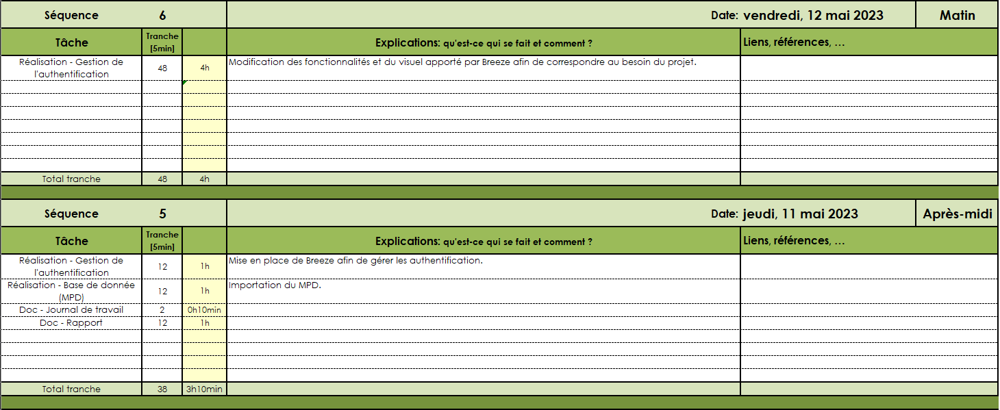 Séquence 6 Date: vendredi, 12 mai 2023 Matin
Tâche Tranche [5min] Explications: qu'est-ce qui se fait et comment ? Liens, références, ...
Réalisation - Gestion de
l'authentification 48 4h Modification des fonctionnalités et du visuel apporté par Breeze afin de correspondre au besoin du projet.
Total tranche 48 4h
Séquence 5 Date: jeudi, 11 mai 2023 Après-midi
Tâche Tranche [5min] Explications: qu'est-ce qui se fait et comment ? Liens, références, ...
Réalisation - Gestion de
l'authentification 12 1h Mise en place de Breeze afin de gérer les authentification.
Réalisation - Base de donnée
(MPD) 12 1h Importation du MPD.
Doc - Journal de travail 2 0h10min
Doc - Rapport 12 1h
Total tranche 38 3h10min